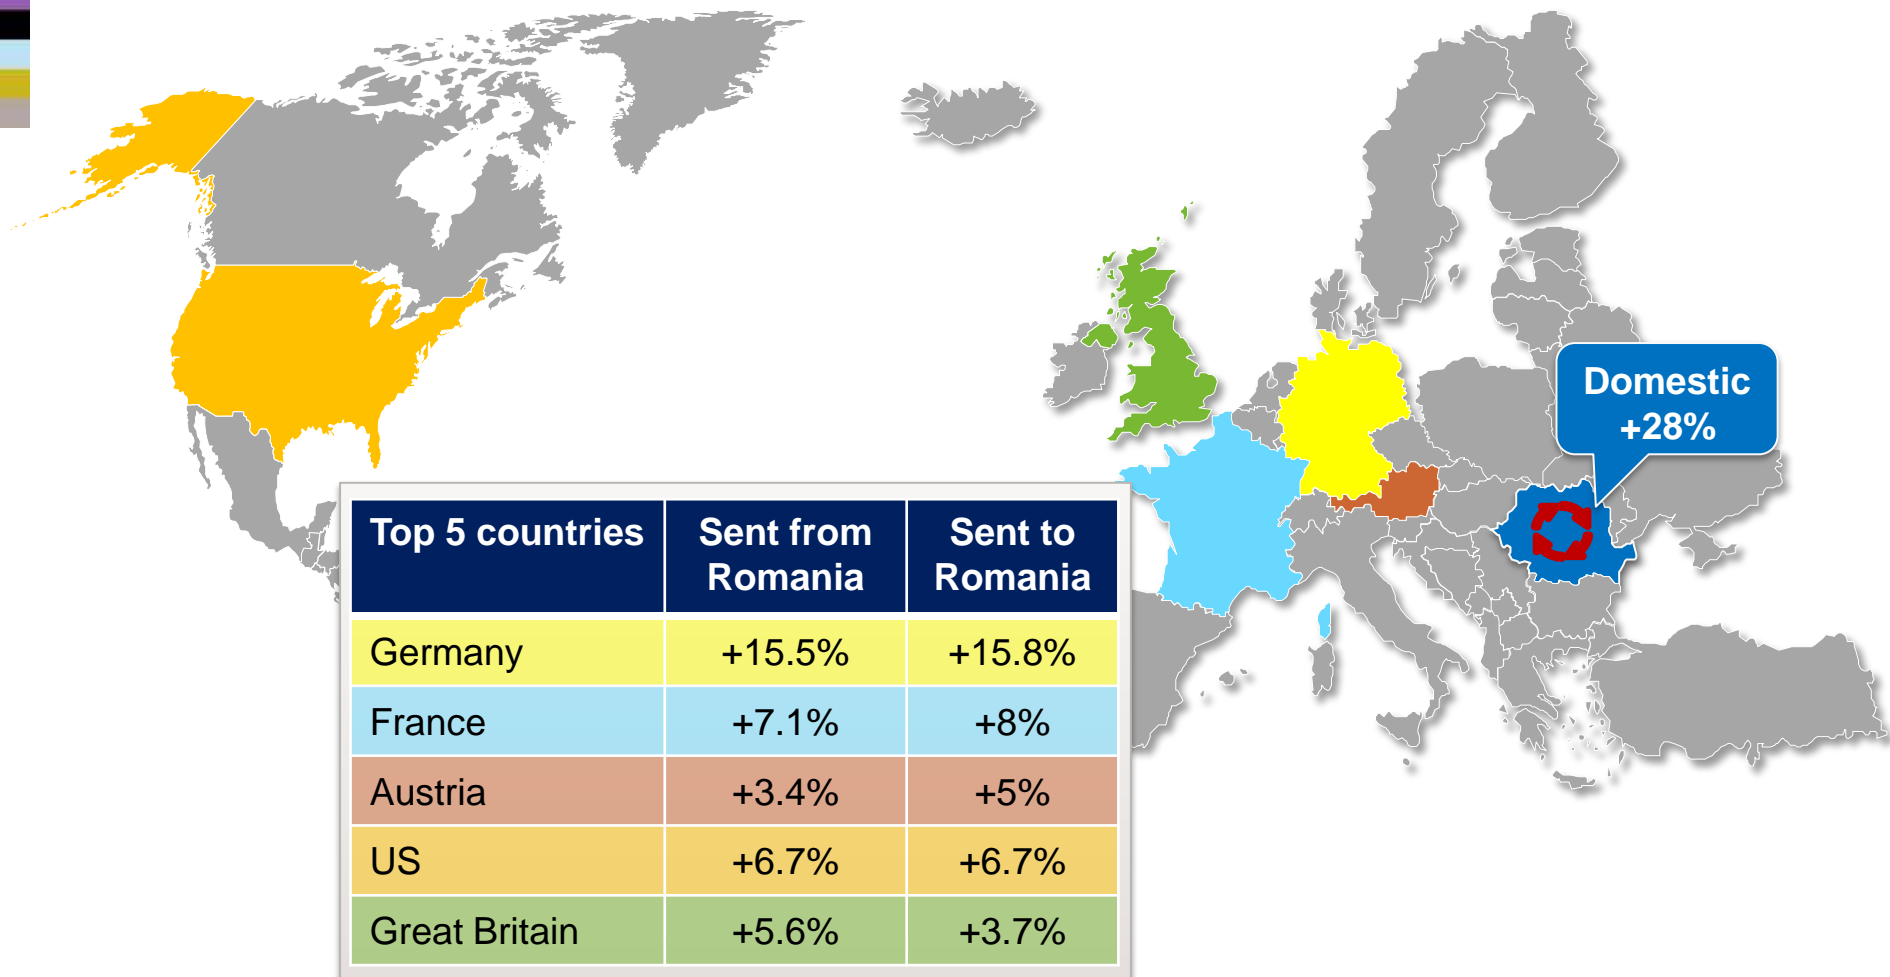 Domestic
+28%
Top 5 countries Sent from Romania Sent to Romania
Germany +15.5% +15.8%
France +7.1% +8%
Austria +3.4% +5%
US +6.7% +6.7%
Great Britain +5.6% +3.7%